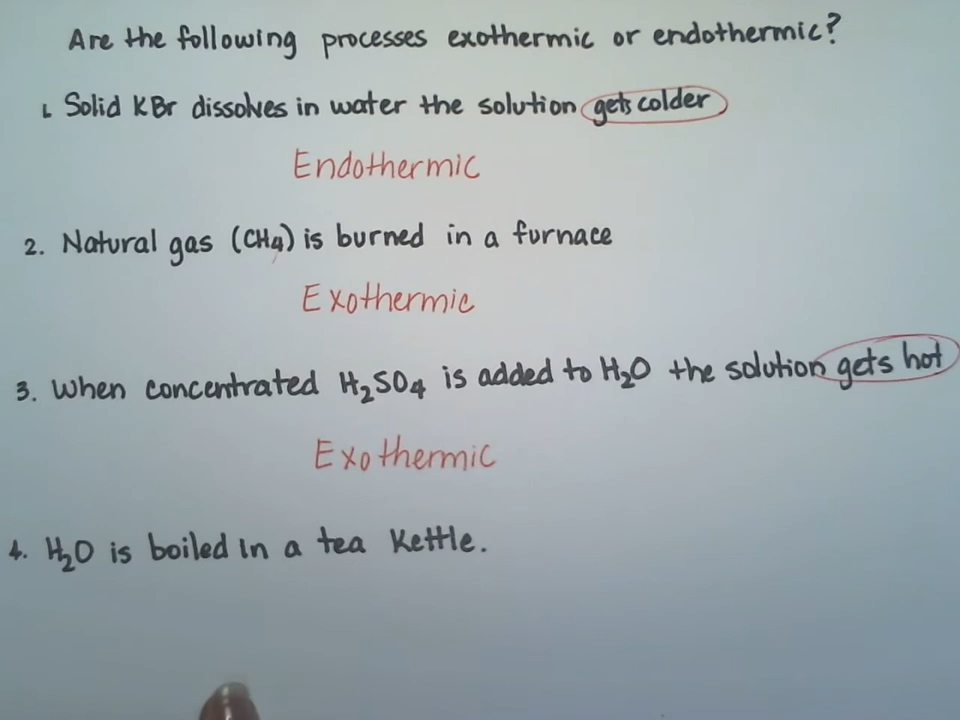 Are the following processes exothermic or endothermic?
1. Solid KBr dissolves in water the solution gets colder
Endothermic
2. Natural gas (CH₄) is burned in a furnace
Exothermic
3. When concentrated H₂SO₄ is added to H₂O the solution gets hot
Exothermic
4. H₂O is boiled in a tea kettle.